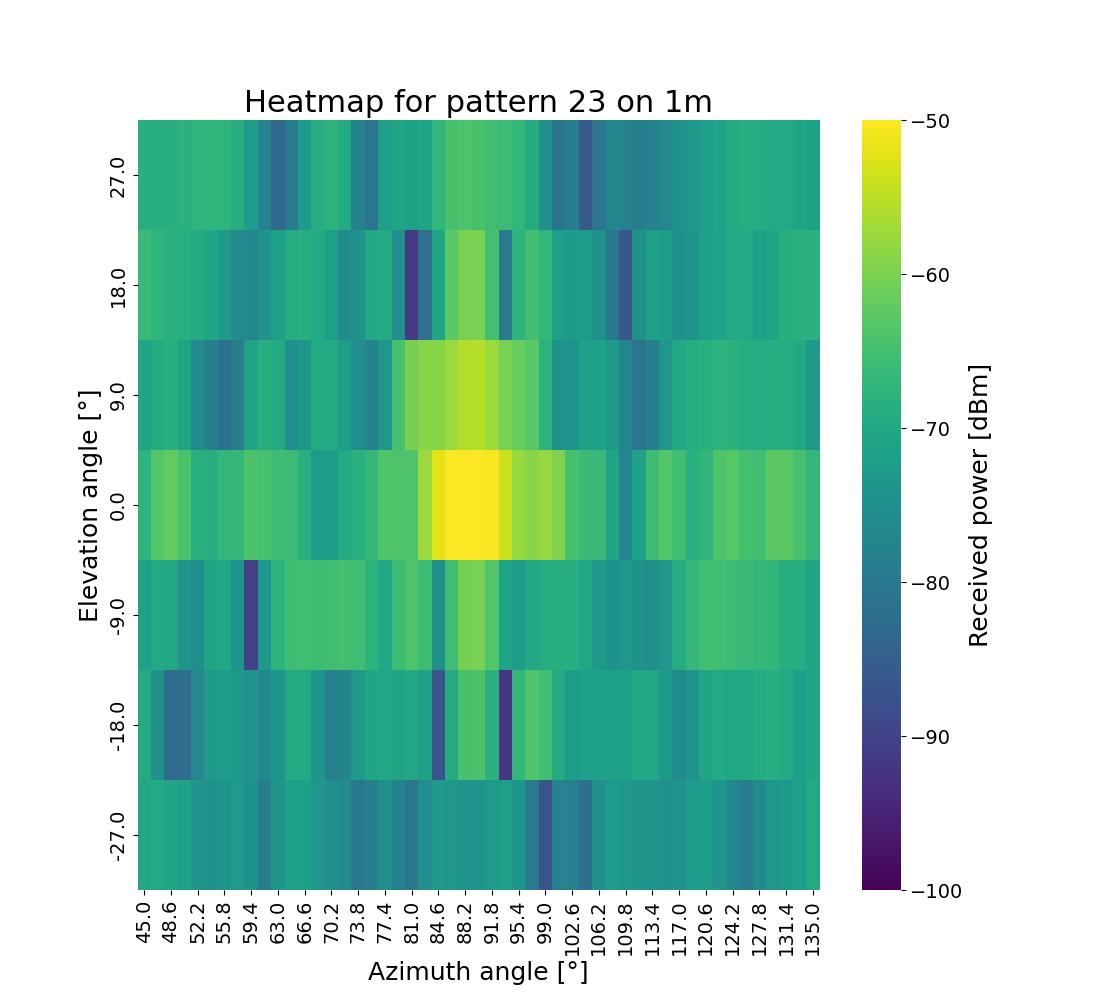 Heatmap for pattern 23 on 1m
Elevation angle [°]
27.0
18.0
9.0
0.0
-9.0
-18.0
-27.0
45.0 48.6 52.2 55.8 59.4 63.0 66.6 70.2 73.8 77.4 81.0 84.6 88.2 91.8 95.4 99.0 102.6 106.2 109.8 113.4 117.0 120.6 124.2 127.8 131.4 135.0
Azimuth angle [°]
−50
−60
−70
−80
−90
−100
Received power [dBm]